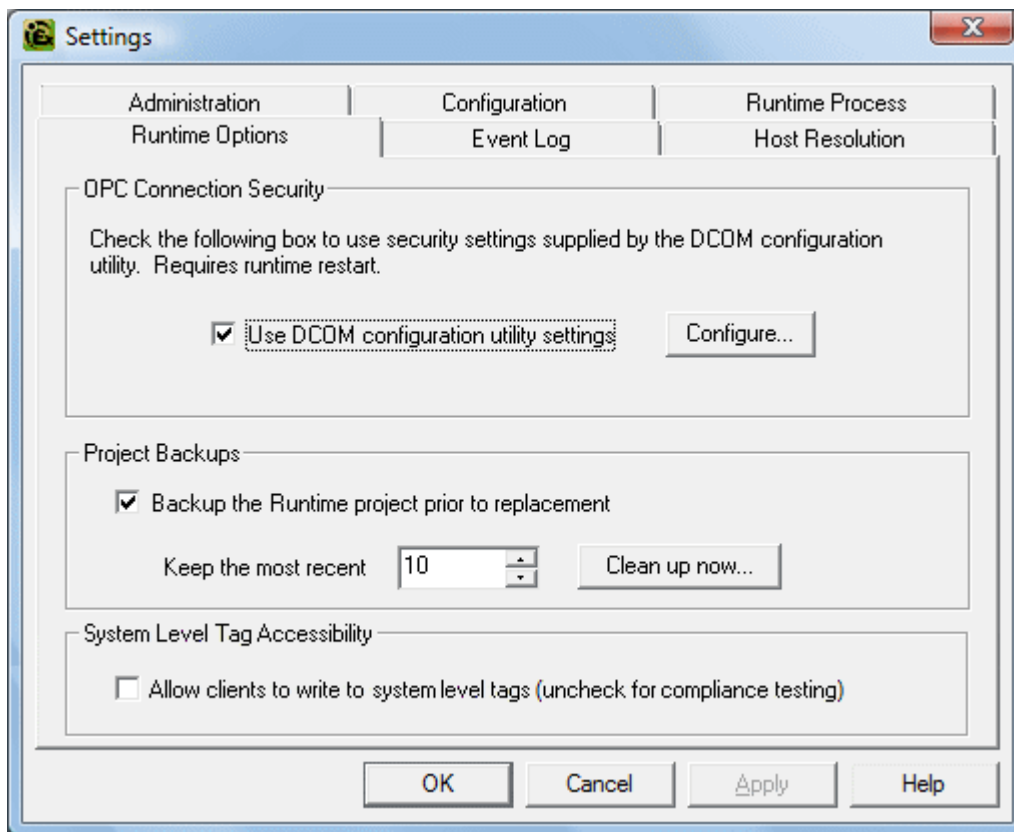 Settings
Administration
Configuration
Runtime Process
Runtime Options
Event Log
Host Resolution
OPC Connection Security
Check the following box to use security settings supplied by the DCOM configuration
utility.  Requires runtime restart.
Use DCOM configuration utility settings
Configure...
Project Backups
Backup the Runtime project prior to replacement
Keep the most recent
10
Clean up now...
System Level Tag Accessibility
Allow clients to write to system level tags (uncheck for compliance testing)
OK
Cancel
Apply
Help